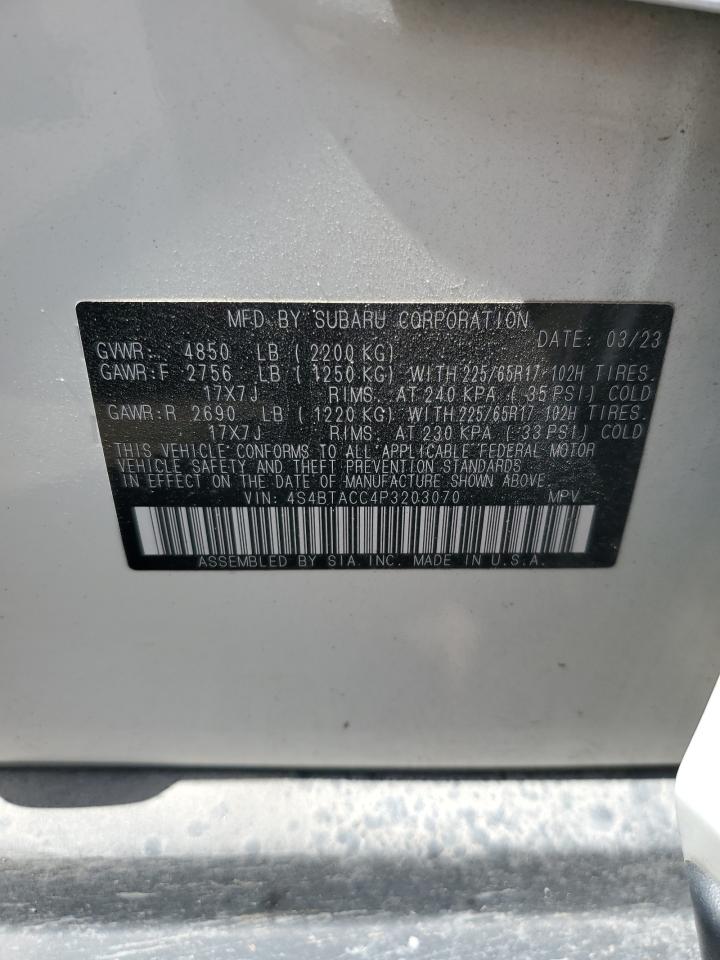 MFD BY SUBARU CORPORATION
DATE: 03/23
GVWR: 4850 LB ( 2200 KG)
GAWR:F 2756 LB ( 1250 KG) WITH 225/65R17 102H TIRES.
17X7J RIMS. AT 240 KPA ( 35 PSI) COLD
GAWR:R 2690 LB ( 1220 KG) WITH 225/65R17 102H TIRES.
17X7J RIMS. AT 230 KPA ( 33 PSI) COLD
THIS VEHICLE CONFORMS TO ALL APPLICABLE FEDERAL MOTOR
VEHICLE SAFETY AND THEFT PREVENTION STANDARDS
IN EFFECT ON THE DATE OF MANUFACTURE SHOWN ABOVE.
VIN: 4S4BTACC4P3203070 MPV
ASSEMBLED BY SIA. INC. MADE IN U.S.A.